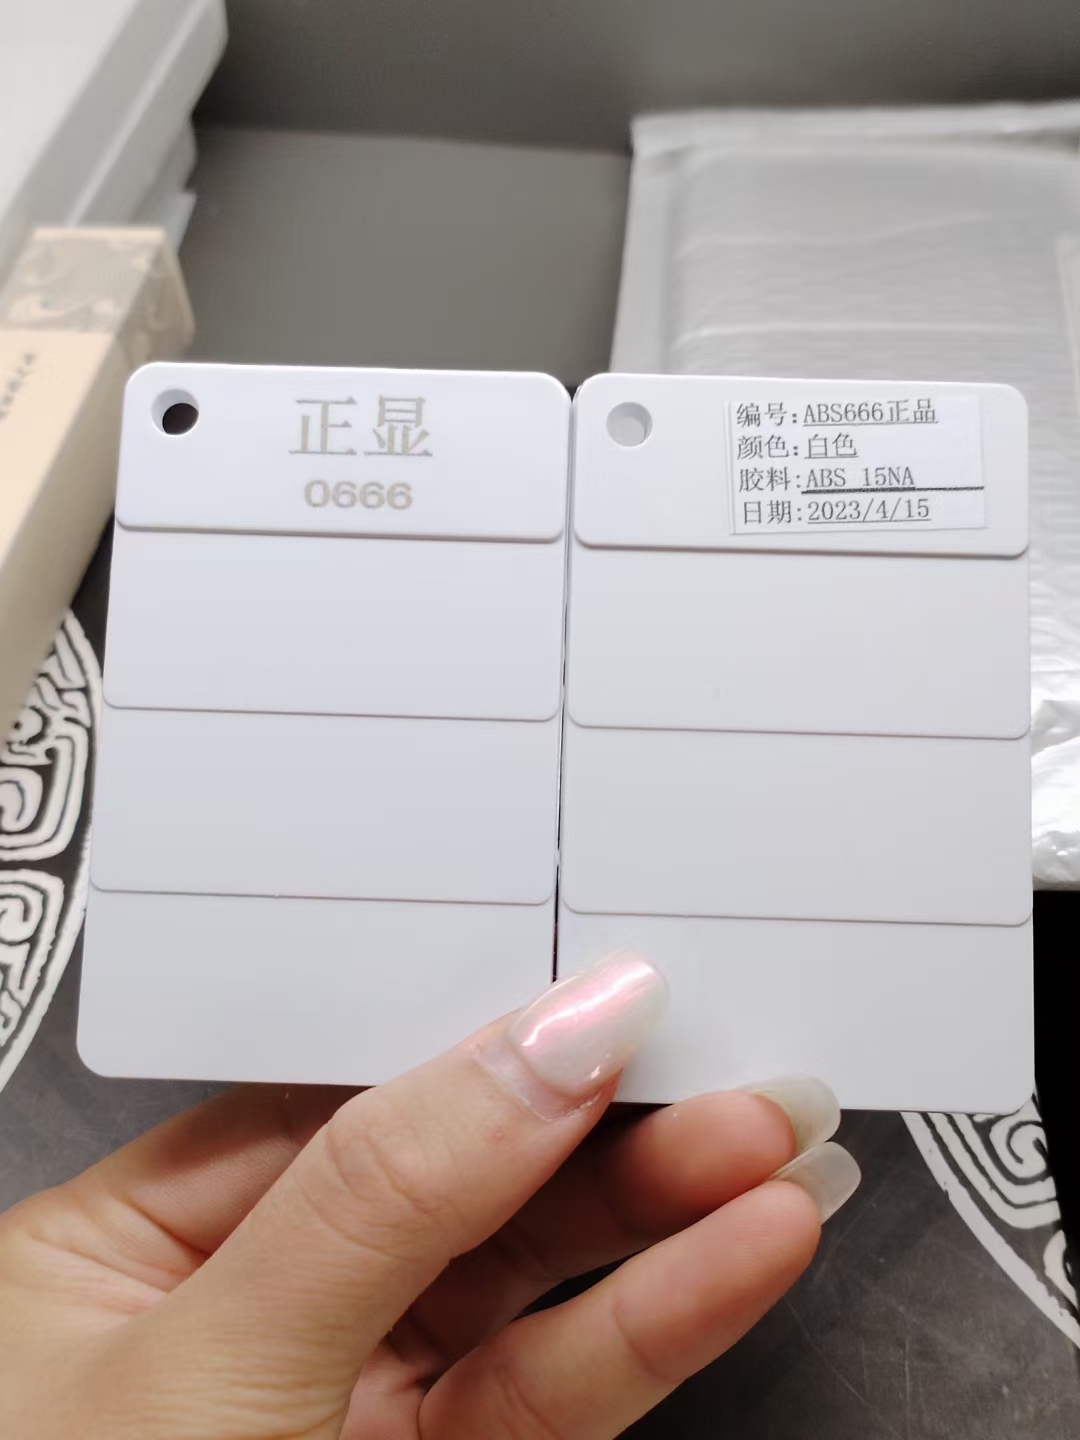 正显
0666
编号:ABS666正品
颜色:白色
胶料:ABS 15NA
日期:2023/4/15